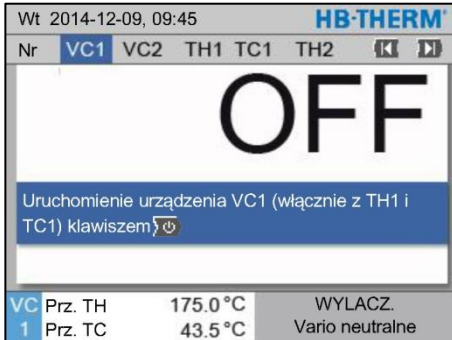 Wt 2014-12-09, 09:45 HB-THERM®
Nr VC1 VC2 TH1 TC1 TH2
OFF
Uruchomienie urządzenia VC1 (włącznie z TH1 i
TC1) klawiszem
VC Prz. TH 175.0 °C WYLACZ.
1 Prz. TC 43.5 °C Vario neutralne